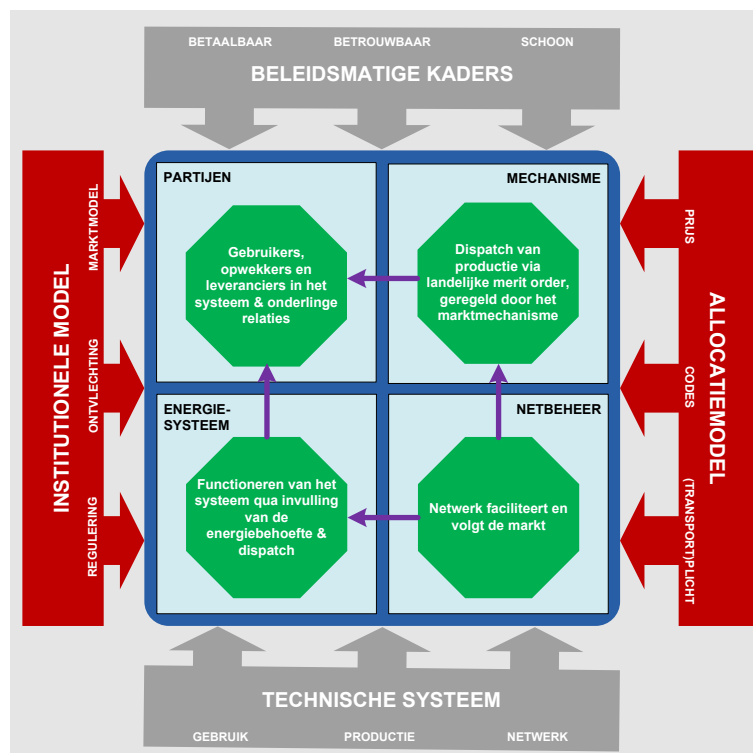 BETAALBAAR
BETROUWBAAR
SCHOON
BELEIDSMATIGE KADERS
INSTITUTIONELE MODEL
MARKTMODEL
ONTVLECHTING
REGULERING
PARTIJEN
Gebruikers,
opwekkers en
leveranciers in het
systeem & onderlinge
relaties
MECHANISME
Dispatch van
productie via
landelijke merit order,
geregeld door het
marktmechanisme
ENERGIE-
SYSTEEM
Functioneren van het
systeem qua invulling
van de
energiebehoefte &
dispatch
NETBEHEER
Netwerk faciliteert en
volgt de markt
PRIJS
CODES
(TRANSPORT)PLICHT
ALLOCATIEMODEL
TECHNISCHE SYSTEEM
GEBRUIK
PRODUCTIE
NETWERK